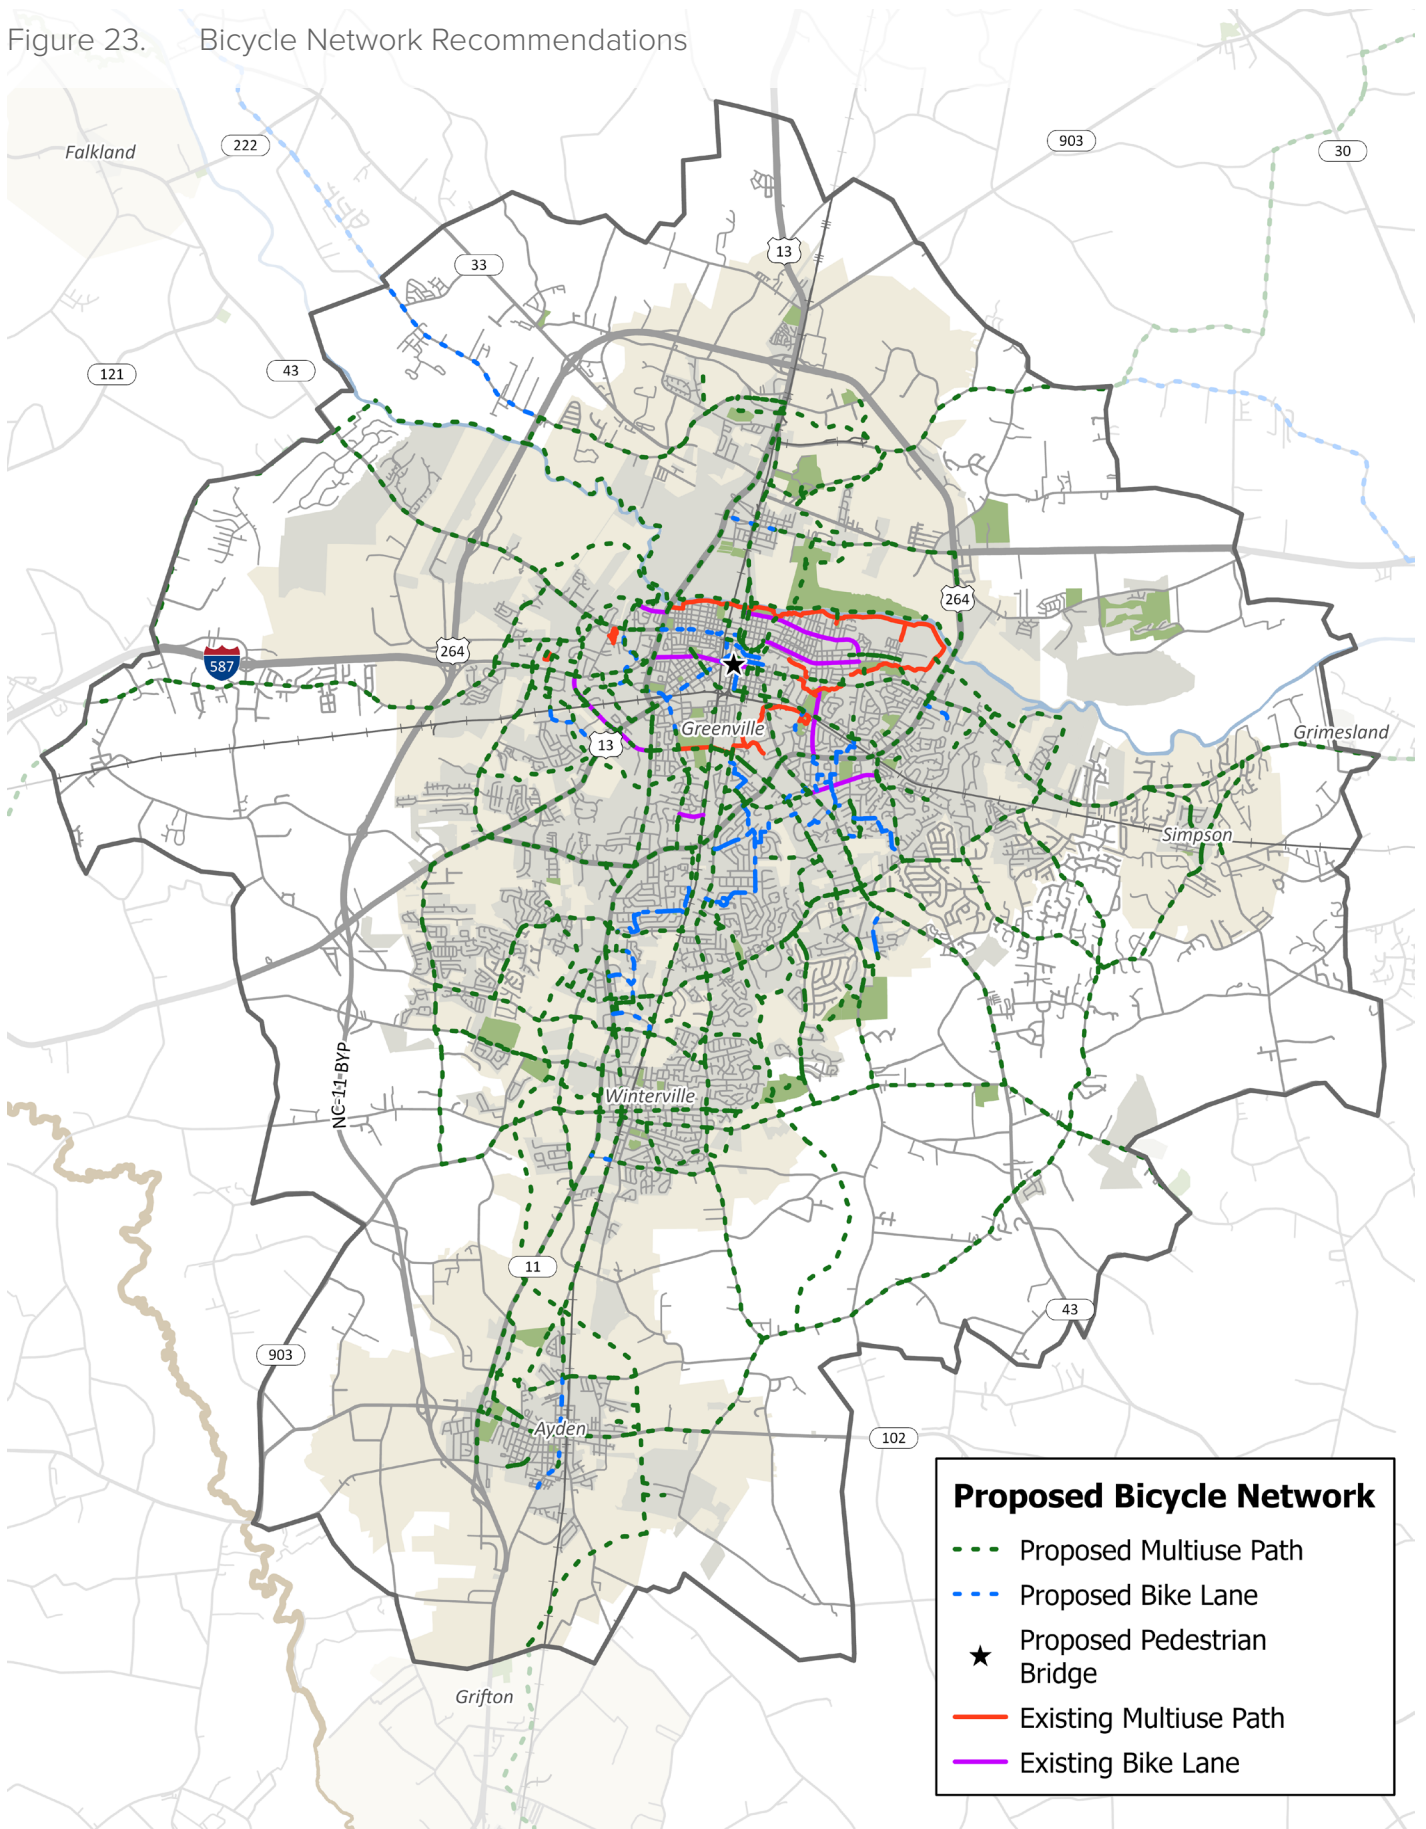 Figure 23. Bicycle Network Recommendations
Falkland
222
903
30
33
13
121
43
264
264
587
Greenville
13
Grimesland
Simpson
NC-11 BYP
Winterville
11
43
903
Ayden
102
Grifton
Proposed Bicycle Network
Proposed Multiuse Path
Proposed Bike Lane
Proposed Pedestrian
Bridge
Existing Multiuse Path
Existing Bike Lane